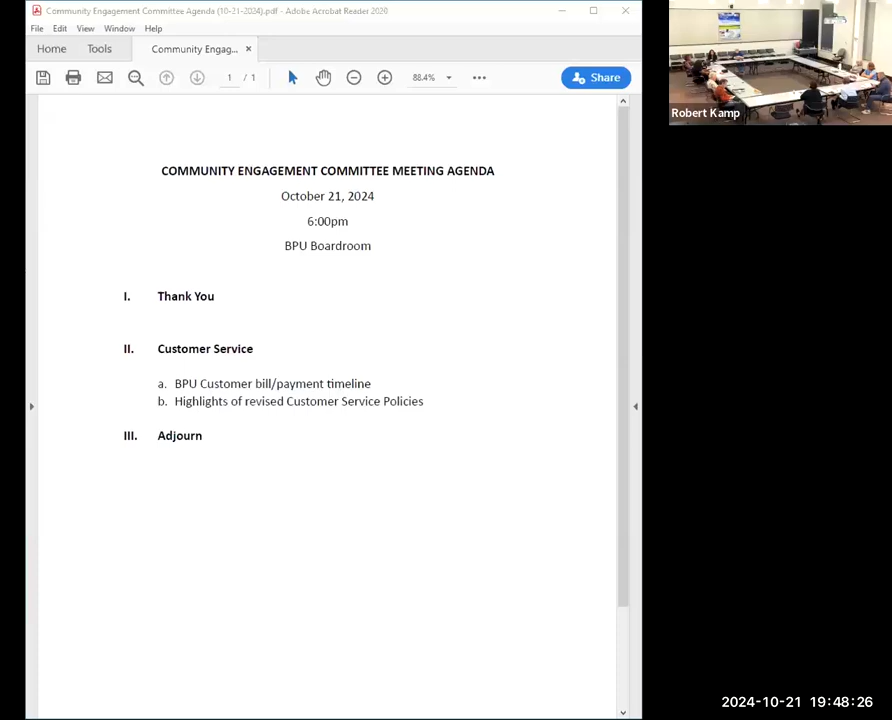 Community Engagement Committee Agenda (10-21-2024).pdf - Adobe Acrobat Reader 2020
File Edit View Window Help
Home Tools Community Engag... ×
1 / 1 88.4% Share
COMMUNITY ENGAGEMENT COMMITTEE MEETING AGENDA
October 21, 2024
6:00pm
BPU Boardroom
I. Thank You
II. Customer Service
a. BPU Customer bill/payment timeline
b. Highlights of revised Customer Service Policies
III. Adjourn
Robert Kamp
2024-10-21 19:48:26